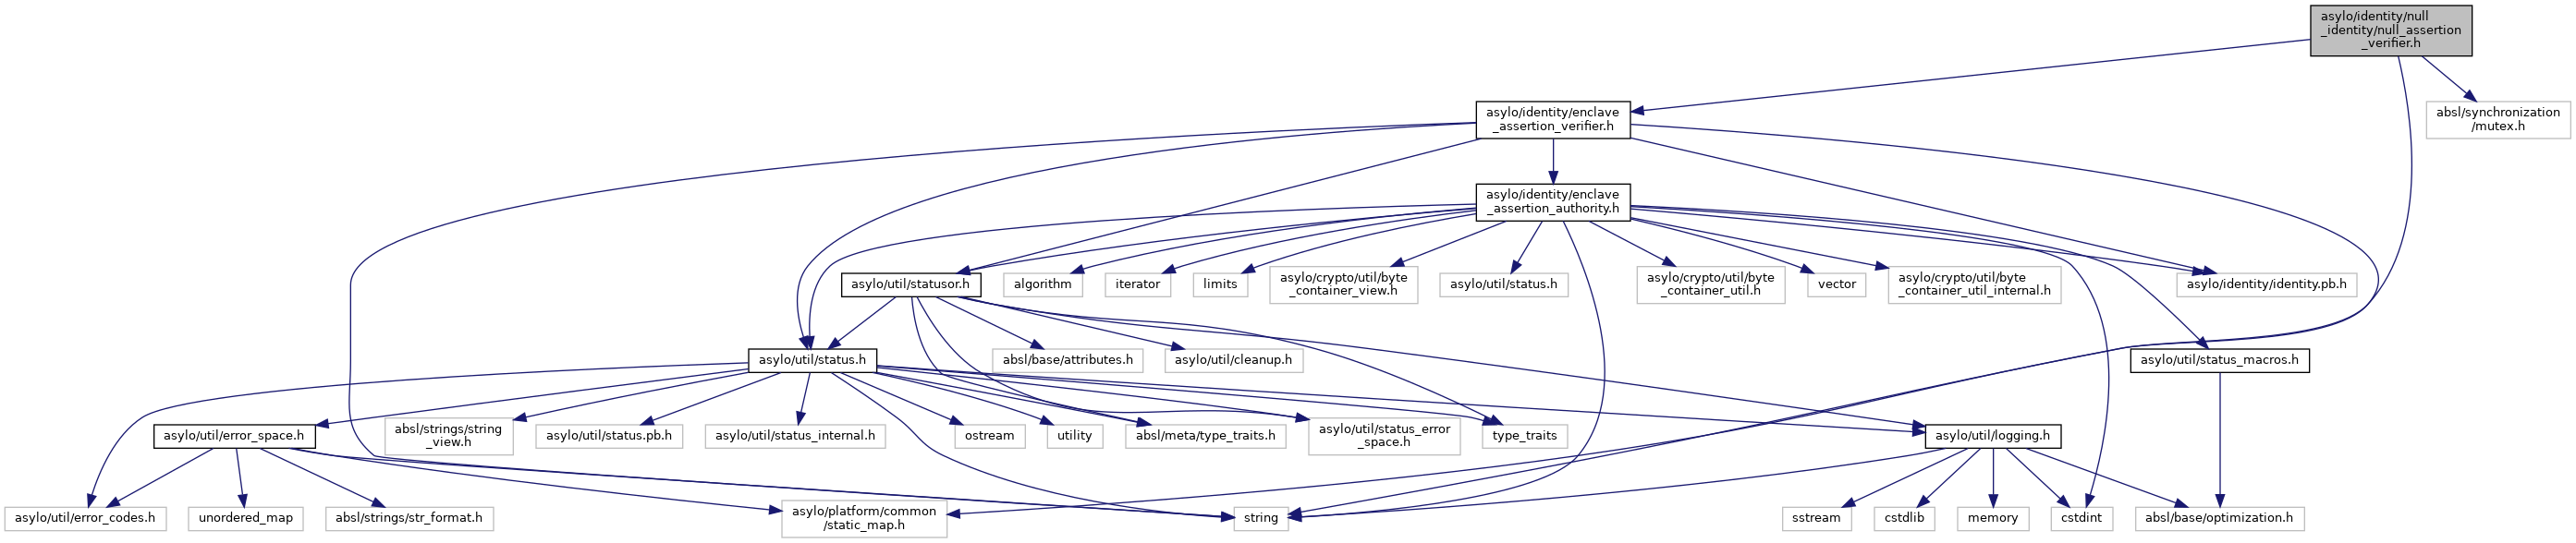 asylo/identity/null
_identity/null_assertion
_verifier.h
asylo/identity/enclave
_assertion_verifier.h
absl/synchronization
/mutex.h
asylo/identity/enclave
_assertion_authority.h
asylo/util/statusor.h
algorithm
iterator
limits
asylo/crypto/util/byte
_container_view.h
asylo/util/status.h
asylo/crypto/util/byte
_container_util.h
vector
asylo/crypto/util/byte
_container_util_internal.h
asylo/identity/identity.pb.h
asylo/util/status.h
absl/base/attributes.h
asylo/util/cleanup.h
asylo/util/status_macros.h
asylo/util/error_space.h
absl/strings/string
_view.h
asylo/util/status.pb.h
asylo/util/status_internal.h
ostream
utility
absl/meta/type_traits.h
asylo/util/status_error
_space.h
type_traits
asylo/util/logging.h
asylo/util/error_codes.h
unordered_map
absl/strings/str_format.h
asylo/platform/common
/static_map.h
string
sstream
cstdlib
memory
cstdint
absl/base/optimization.h